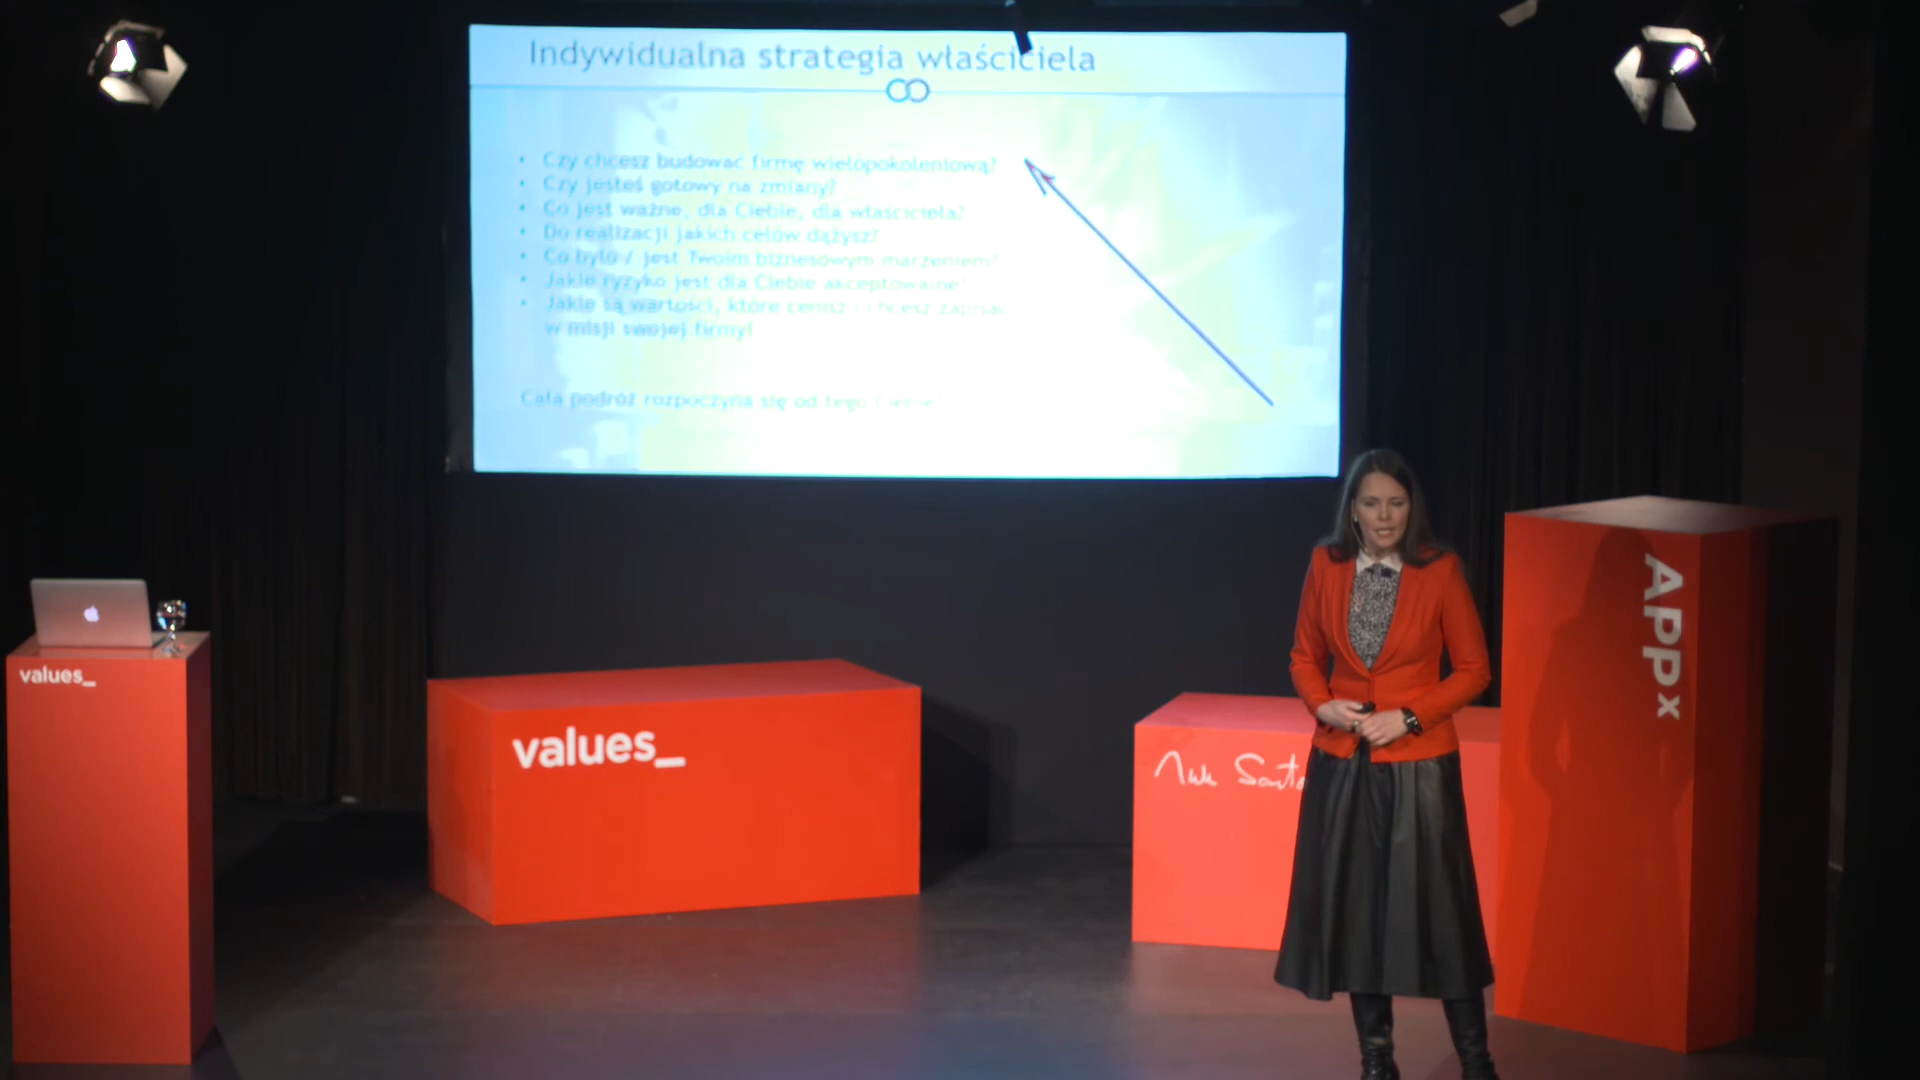 Indywidualna strategia właściciela
• Czy chcesz budować firmę wielopokoleniową?
• Czy jesteś gotowy na zmiany?
• Co jest ważne, dla Ciebie, dla właściciela?
• Do realizacji jakich celów dążysz?
• Co było / jest Twoim biznesowym marzeniem?
• Jakie ryzyko jest dla Ciebie akceptowalne?
• Jakie są wartości, które cenisz i chcesz zapisać
w misji swojej firmy!
Cała podróż rozpoczyna się od tego Ciebie
values_
values_
APPx